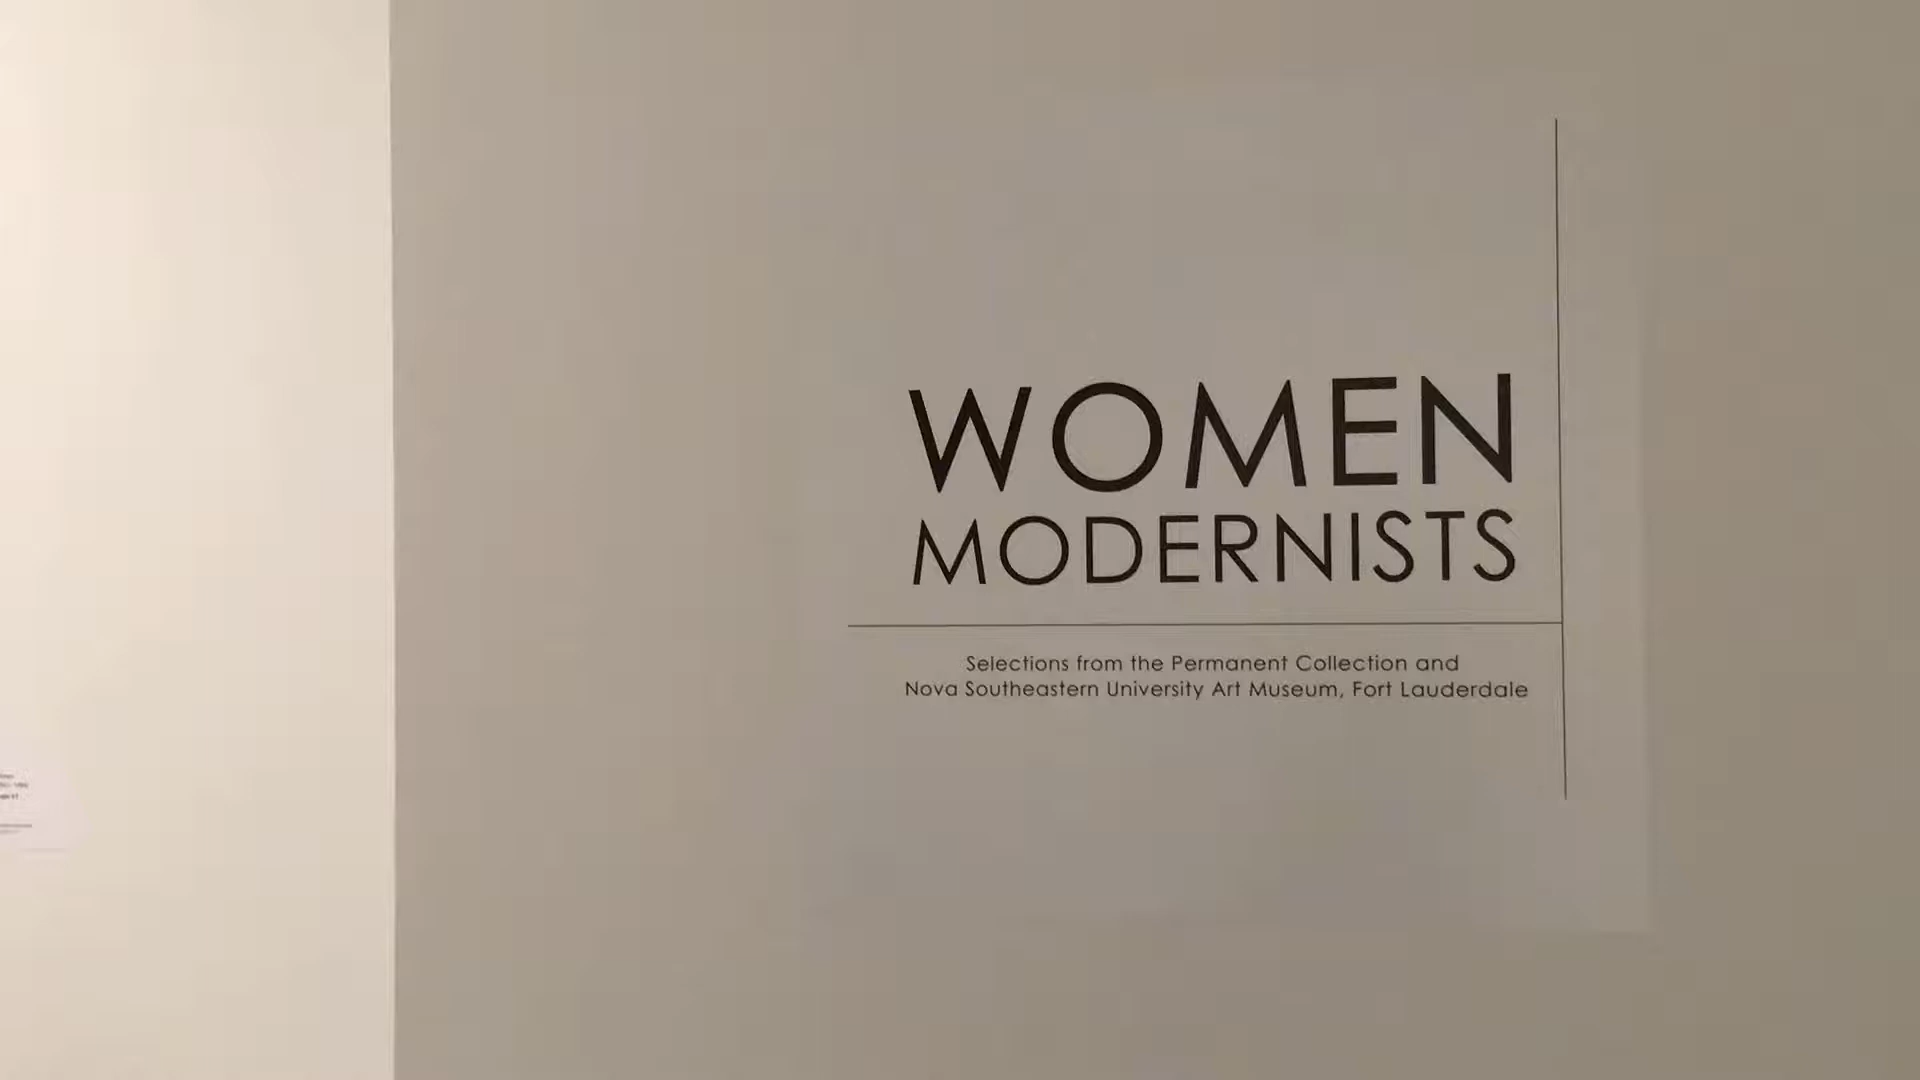 WOMEN
MODERNISTS
Selections from the Permanent Collection and
Nova Southeastern University Art Museum, Fort Lauderdale